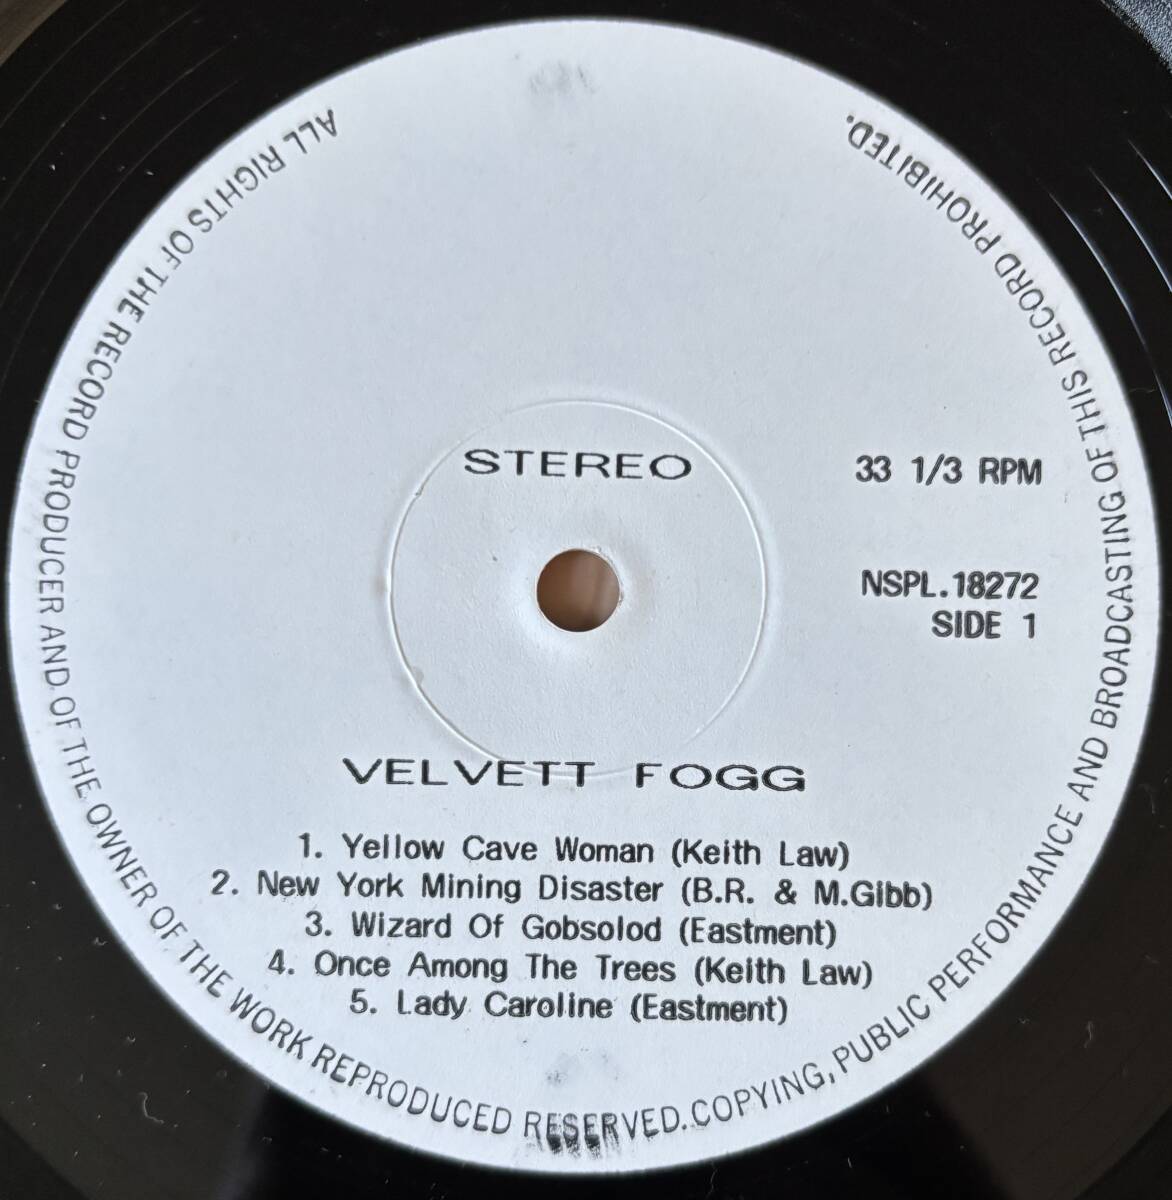 ALL RIGHTS OF THE RECORD PRODUCER AND OF THE OWNER OF THE WORK REPRODUCED RESERVED. COPYING, PUBLIC PERFORMANCE AND BROADCASTING OF THIS RECORD PROHIBITED.
STEREO
33 1/3 RPM
NSPL.18272
SIDE 1
VELVETT FOGG
1. Yellow Cave Woman (Keith Law)
2. New York Mining Disaster (B.R. & M.Gibb)
3. Wizard Of Gobsolod (Eastment)
4. Once Among The Trees (Keith Law)
5. Lady Caroline (Eastment)